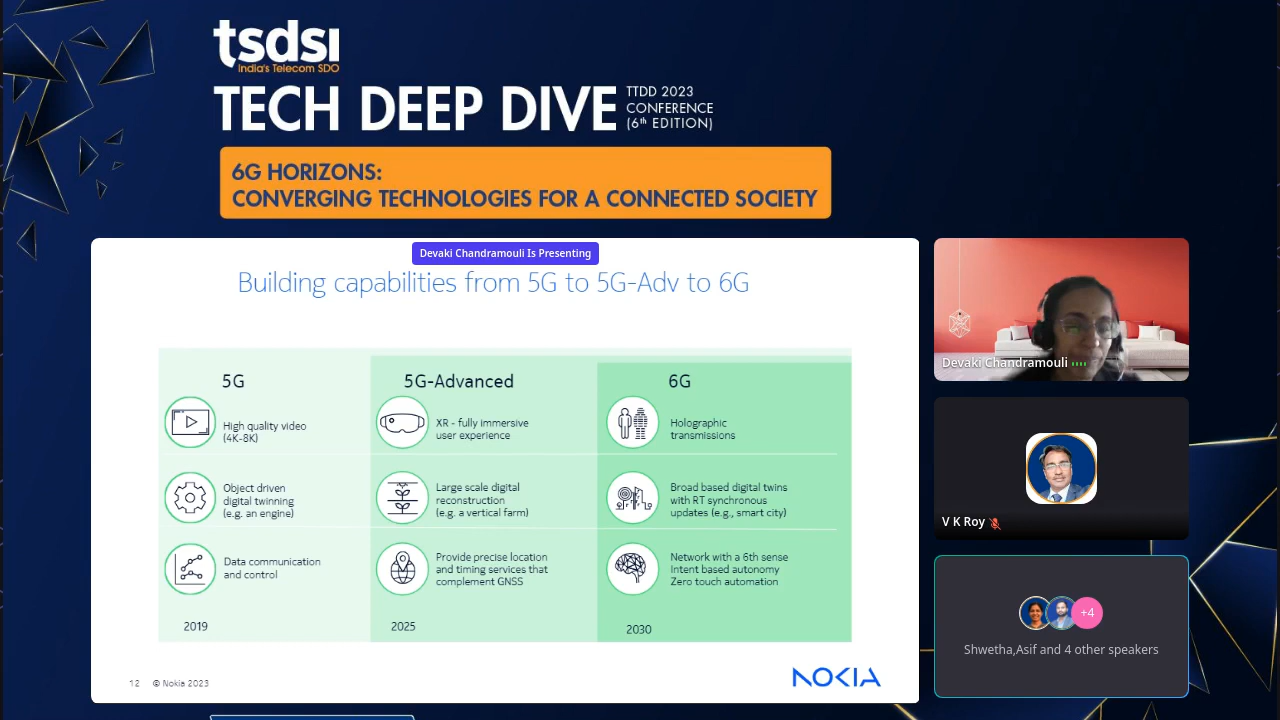 tsdsi
India's Telecom SDO
TECH DEEP DIVE
TTDD 2023
CONFERENCE
(6th EDITION)
6G HORIZONS:
CONVERGING TECHNOLOGIES FOR A CONNECTED SOCIETY
Devaki Chandramouli Is Presenting
Building capabilities from 5G to 5G-Adv to 6G
5G
High quality video
(4K-8K)
Object driven
digital twinning
(e.g. an engine)
Data communication
and control
2019
5G-Advanced
XR - fully immersive
user experience
Large scale digital
reconstruction
(e.g. a vertical farm)
Provide precise location
and timing services that
complement GNSS
2025
6G
Holographic
transmissions
Broad based digital twins
with RT synchronous
updates (e.g., smart city)
Network with a 6th sense
Intent based autonomy
Zero touch automation
2030
12 © Nokia 2023
NOKIA
Devaki Chandramouli
V K Roy
+4
Shwetha,Asif and 4 other speakers